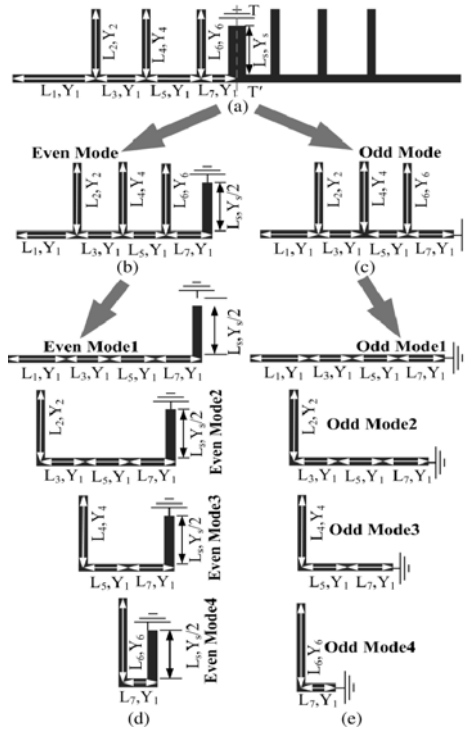 T
L2,Y2
L4,Y4
L6,Y6
Ls,Ys
L1,Y1 L3,Y1 L5,Y1 L7,Y1 T′
(a)
Even Mode
Odd Mode
L2,Y2
L4,Y4
L6,Y6
Ls,Ys/2
L1,Y1 L3,Y1 L5,Y1 L7,Y1
(b)
L2,Y2
L4,Y4
L6,Y6
L1,Y1 L3,Y1 L5,Y1 L7,Y1
(c)
Even Mode1
Ls,Ys/2
L1,Y1 L3,Y1 L5,Y1 L7,Y1
Odd Mode1
L1,Y1 L3,Y1 L5,Y1 L7,Y1
L2,Y2
Ls,Ys/2
Even Mode2
L3,Y1 L5,Y1 L7,Y1
L2,Y2
Odd Mode2
L3,Y1 L5,Y1 L7,Y1
L4,Y4
Ls,Ys/2
Even Mode3
L5,Y1 L7,Y1
L4,Y4
Odd Mode3
L5,Y1 L7,Y1
L6,Y6
Ls,Ys/2
Even Mode4
L7,Y1
(d)
L6,Y6
Odd Mode4
L7,Y1
(e)